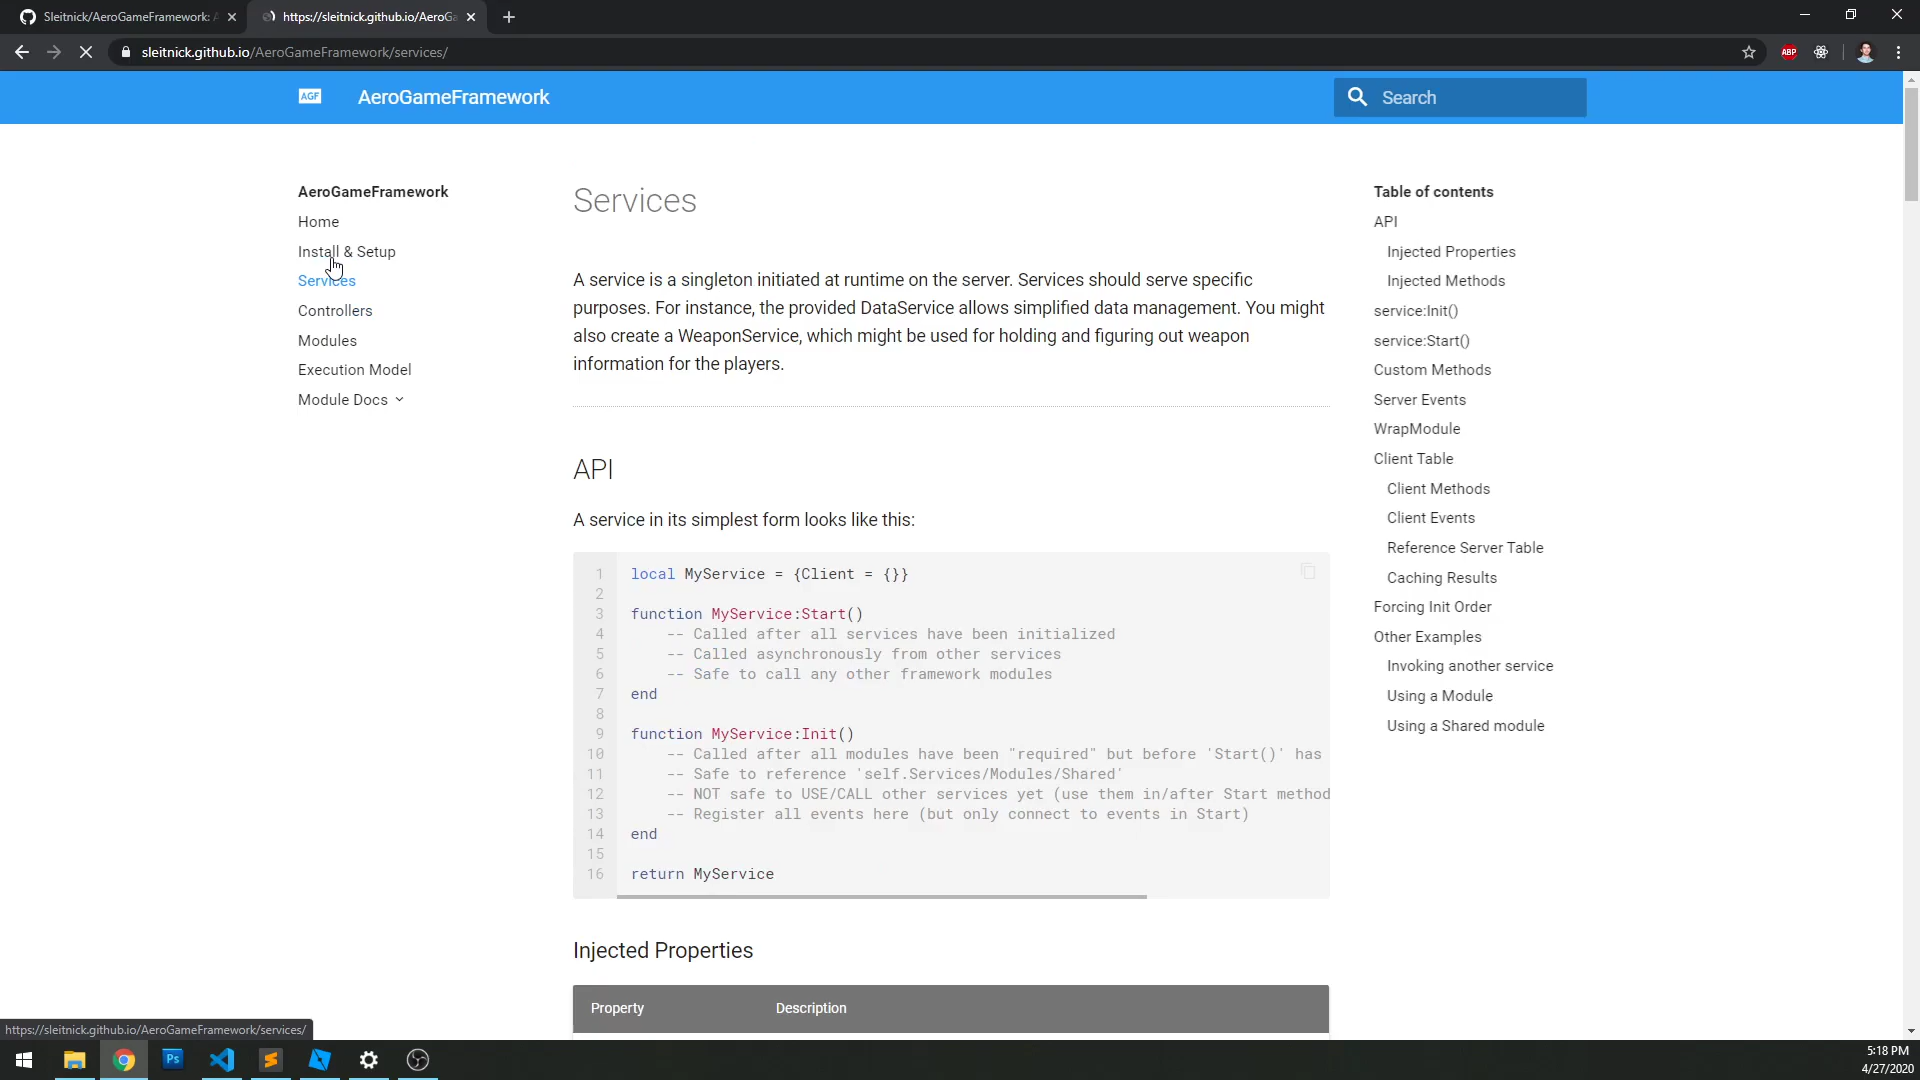 Sleitnick/AeroGameFramework: A
https://sleitnick.github.io/AeroGa
sleitnick.github.io/AeroGameFramework/services/
ABP
AGF
AeroGameFramework
Search
AeroGameFramework
Home
Install & Setup
Services
Controllers
Modules
Execution Model
Module Docs
Services
A service is a singleton initiated at runtime on the server. Services should serve specific
purposes. For instance, the provided DataService allows simplified data management. You might
also create a WeaponService, which might be used for holding and figuring out weapon
information for the players.
API
A service in its simplest form looks like this:
1 local MyService = {Client = {}}
2
3 function MyService:Start()
4 -- Called after all services have been initialized
5 -- Called asynchronously from other services
6 -- Safe to call any other framework modules
7 end
8
9 function MyService:Init()
10 -- Called after all modules have been "required" but before 'Start()' has
11 -- Safe to reference 'self.Services/Modules/Shared'
12 -- NOT safe to USE/CALL other services yet (use them in/after Start method
13 -- Register all events here (but only connect to events in Start)
14 end
15
16 return MyService
Injected Properties
Property Description
Table of contents
API
Injected Properties
Injected Methods
service:Init()
service:Start()
Custom Methods
Server Events
WrapModule
Client Table
Client Methods
Client Events
Reference Server Table
Caching Results
Forcing Init Order
Other Examples
Invoking another service
Using a Module
Using a Shared module
https://sleitnick.github.io/AeroGameFramework/services/
Ps
5:18 PM
4/27/2020